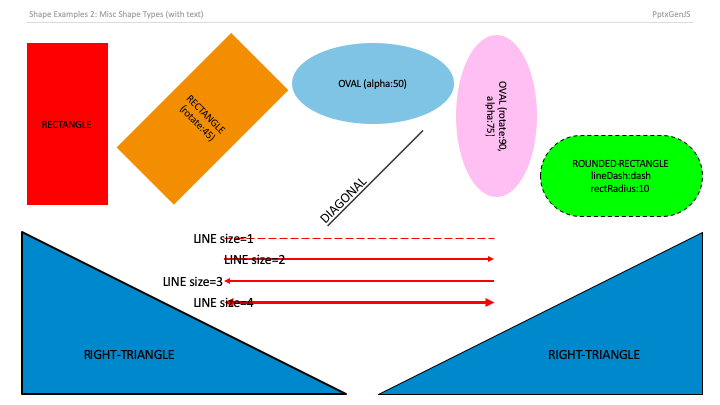 Shape Examples 2: Misc Shape Types (with text)
PptxGenJS
RECTANGLE
RECTANGLE
(rotate:45)
OVAL (alpha:50)
OVAL (rotate:90,
alpha:75)
ROUNDED-RECTANGLE
lineDash:dash
rectRadius:10
DIAGONAL
LINE size=1
LINE size=2
LINE size=3
LINE size=4
RIGHT-TRIANGLE
RIGHT-TRIANGLE